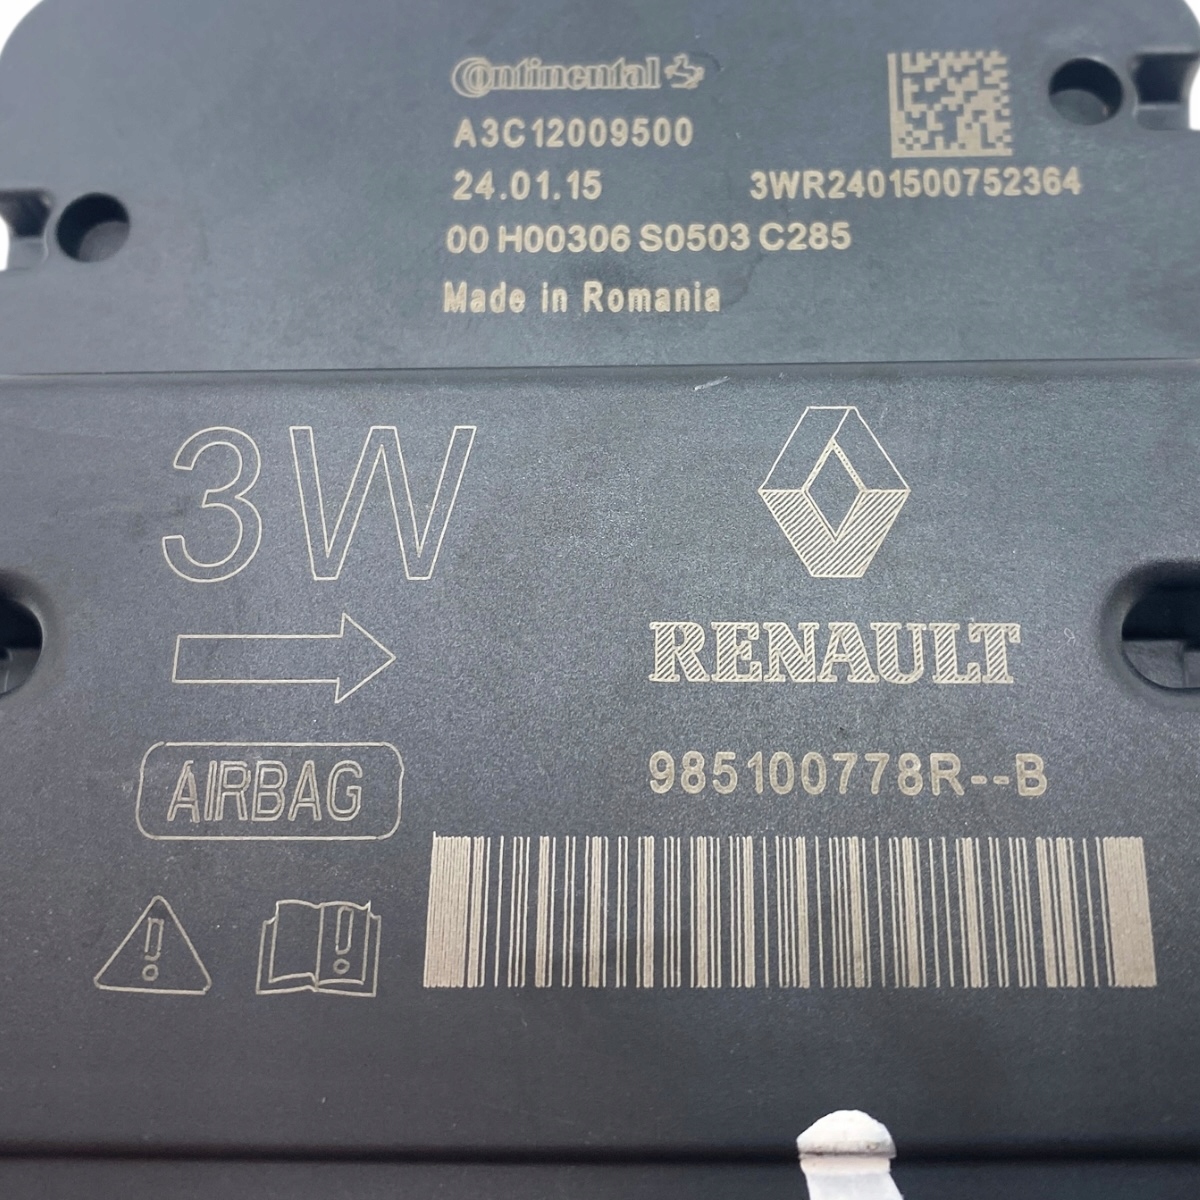 Continental
A3C12009500
24.01.15 3WR2401500752364
00 H00306 S0503 C285
Made in Romania
3W
RENAULT
AIRBAG
985100778R--B